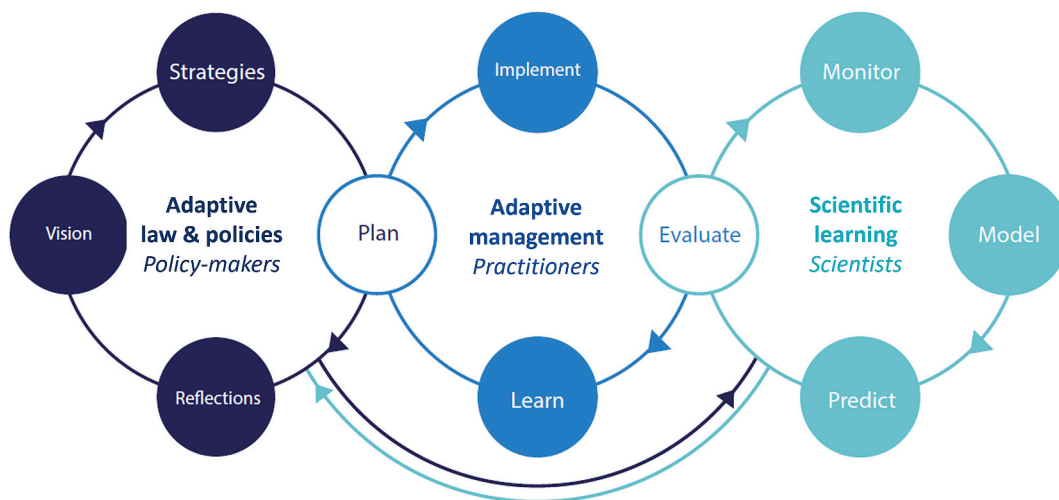 Strategies
Implement
Monitor
Vision
Adaptive
law & policies
Policy-makers
Plan
Adaptive
management
Practitioners
Evaluate
Scientific
learning
Scientists
Model
Reflections
Learn
Predict